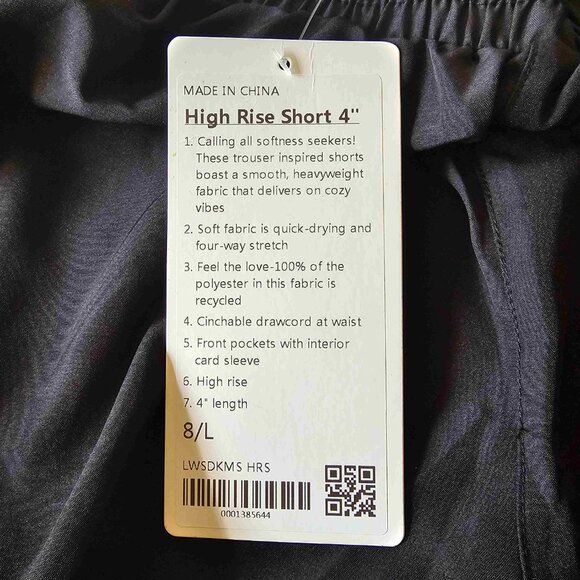 MADE IN CHINA
High Rise Short 4"
1. Calling all softness seekers!
These trouser inspired shorts
boast a smooth, heavyweight
fabric that delivers on cozy
vibes
2. Soft fabric is quick-drying and
four-way stretch
3. Feel the love-100% of the
polyester in this fabric is
recycled
4. Cinchable drawcord at waist
5. Front pockets with interior
card sleeve
6. High rise
7. 4" length
8/L
LWSDKMS HRS
0001385644